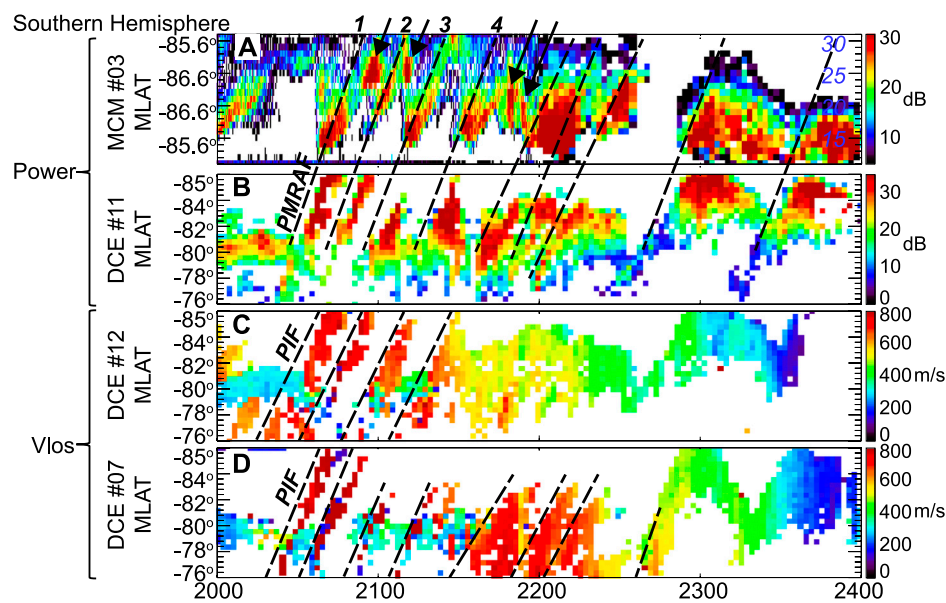 Southern Hemisphere
1 2 3 4
A
MCM #03
MLAT
-85.6°
-86.6°
-86.6°
-85.6°
30
25
20
15
30
20
10
dB
Power
PMRAF
B
DCE #11
MLAT
-85°
-84°
-82°
-80°
-78°
-76°
30
20
10
0
dB
PIF
C
DCE #12
MLAT
-85°
-82°
-80°
-78°
-76°
800
600
400 m/s
200
0
Vlos
PIF
D
DCE #07
MLAT
-85°
-82°
-80°
-78°
-76°
800
600
400 m/s
200
0
2000 2100 2200 2300 2400